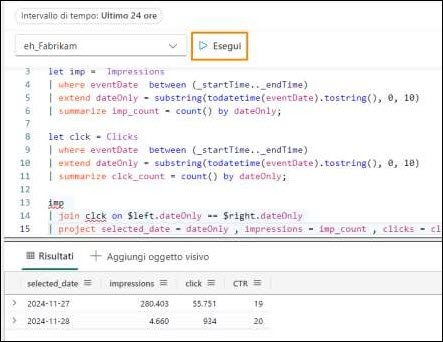 Intervallo di tempo: Ultimo 24 ore
eh_Fabrikam
Esegui
3 let imp = Impressions
4 | where eventDate between (_startTime.._endTime)
5 | extend dateOnly = substring(todatetime(eventDate).tostring(), 0, 10)
6 | summarize imp_count = count() by dateOnly;
7
8 let clck = Clicks
9 | where eventDate between (_startTime.._endTime)
10 | extend dateOnly = substring(todatetime(eventDate).tostring(), 0, 10)
11 | summarize clck_count = count() by dateOnly;
12
13 imp
14 | join clck on $left.dateOnly == $right.dateOnly
15 | project selected_date = dateOnly , impressions = imp_count , clicks = cl
Risultati
Aggiungi oggetto visivo
selected_date impressions click CTR
2024-11-27 280.403 55.751 19
2024-11-28 4.660 934 20